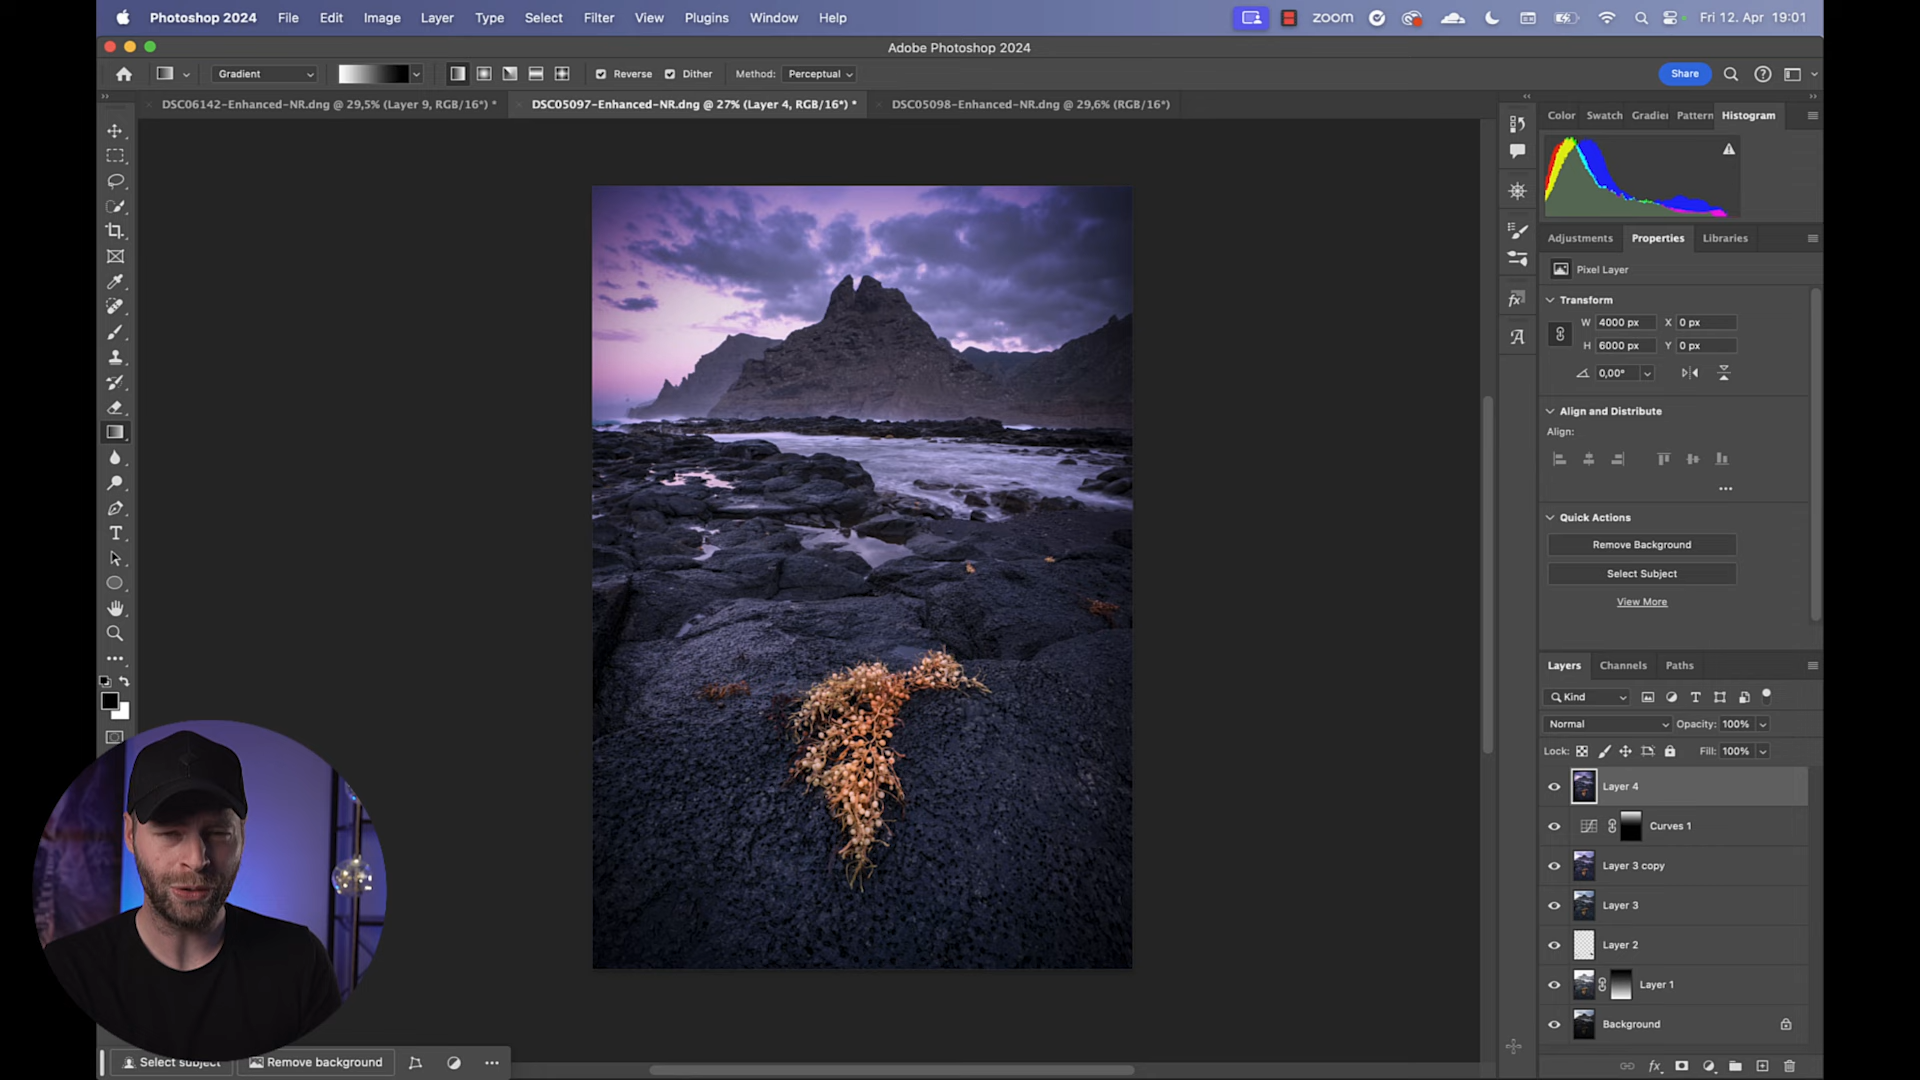 Photoshop 2024 File Edit Image Layer Type Select Filter View Plugins Window Help
zoom Fri 12. Apr 19:01
Adobe Photoshop 2024
Gradient Reverse Dither Method: Perceptual Share
DSC06142-Enhanced-NR.dng @ 29,5% (Layer 9, RGB/16*) * DSC05097-Enhanced-NR.dng @ 27% (Layer 4, RGB/16*) * DSC05098-Enhanced-NR.dng @ 29,6% (RGB/16*)
Color Swatch Gradie Pattern Histogram
Adjustments Properties Libraries
Pixel Layer
Transform
W 4000 px X 0 px
H 6000 px Y 0 px
0,00°
Align and Distribute
Align:
Quick Actions
Remove Background
Select Subject
View More
Layers Channels Paths
Kind
Normal Opacity: 100%
Lock: Fill: 100%
Layer 4
Curves 1
Layer 3 copy
Layer 3
Layer 2
Layer 1
Background
Select subject Remove background